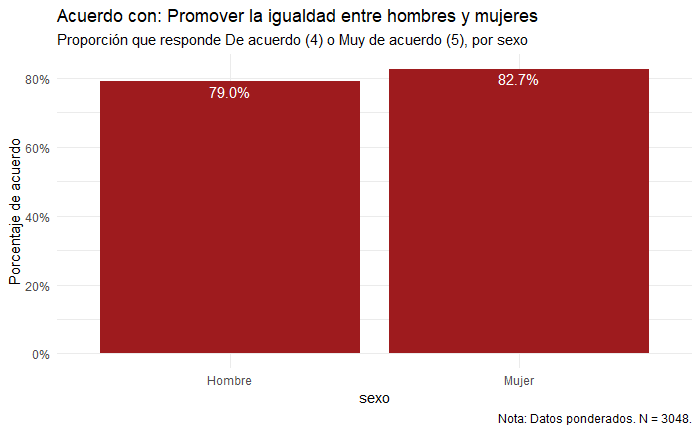 Acuerdo con: Promover la igualdad entre hombres y mujeres
Proporción que responde De acuerdo (4) o Muy de acuerdo (5), por sexo
Porcentaje de acuerdo
80%
60%
40%
20%
0%
79.0%
82.7%
Hombre
Mujer
sexo
Nota: Datos ponderados. N = 3048.